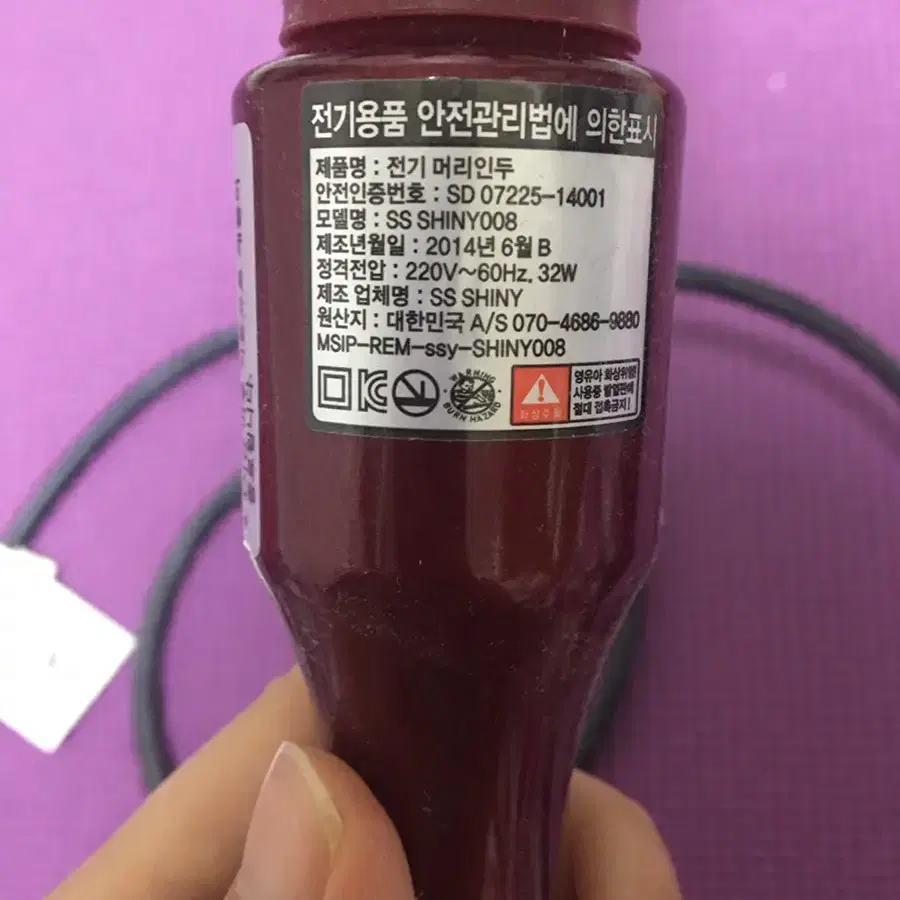 전기용품 안전관리법에 의한표시
제품명 : 전기 머리인두
안전인증번호 : SD 07225-14001
모델명 : SS SHINY008
제조년월일 : 2014년 6월 B
정격전압 : 220V~60Hz, 32W
제조 업체명 : SS SHINY
원산지 : 대한민국 A/S 070-4686-9880
MSIP-REM-ssy-SHINY008
WARNING
BURN HAZARD
화상주의
영유아 화상위험
사용중 발열판에
절대 접촉금지!